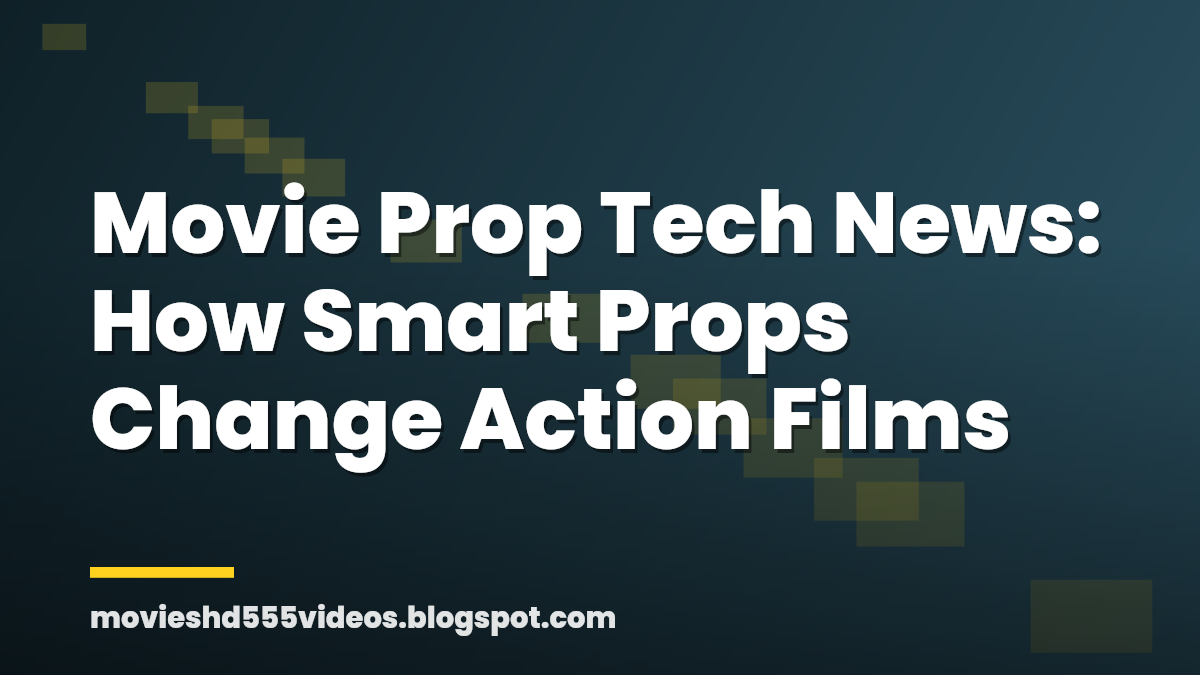 Movie Prop Tech News:
How Smart Props
Change Action Films
movieshd555videos.blogspot.com